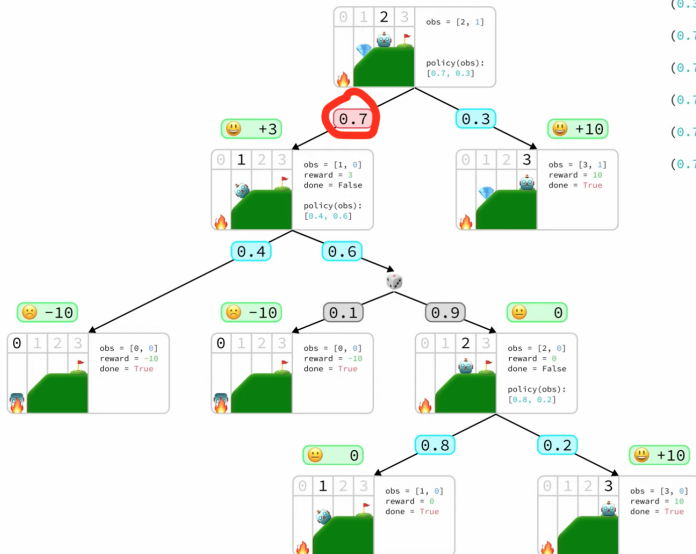 0 1 2 3
obs = [2, 1]
policy(obs):
[0.7, 0.3]
(0.3
(0.7
(0.7
(0.7
(0.7
(0.7
0.7
0.3
+3
+10
0 1 2 3
obs = [1, 0]
reward = 3
done = False
policy(obs):
[0.4, 0.6]
0 1 2 3
obs = [3, 1]
reward = 10
done = True
0.4
0.6
0.1
0.9
-10
-10
0
0 1 2 3
obs = [0, 0]
reward = -10
done = True
0 1 2 3
obs = [0, 0]
reward = -10
done = True
0 1 2 3
obs = [2, 0]
reward = 0
done = False
policy(obs):
[0.8, 0.2]
0.8
0.2
0
+10
0 1 2 3
obs = [1, 0]
reward = 0
done = True
0 1 2 3
obs = [3, 0]
reward = 10
done = True